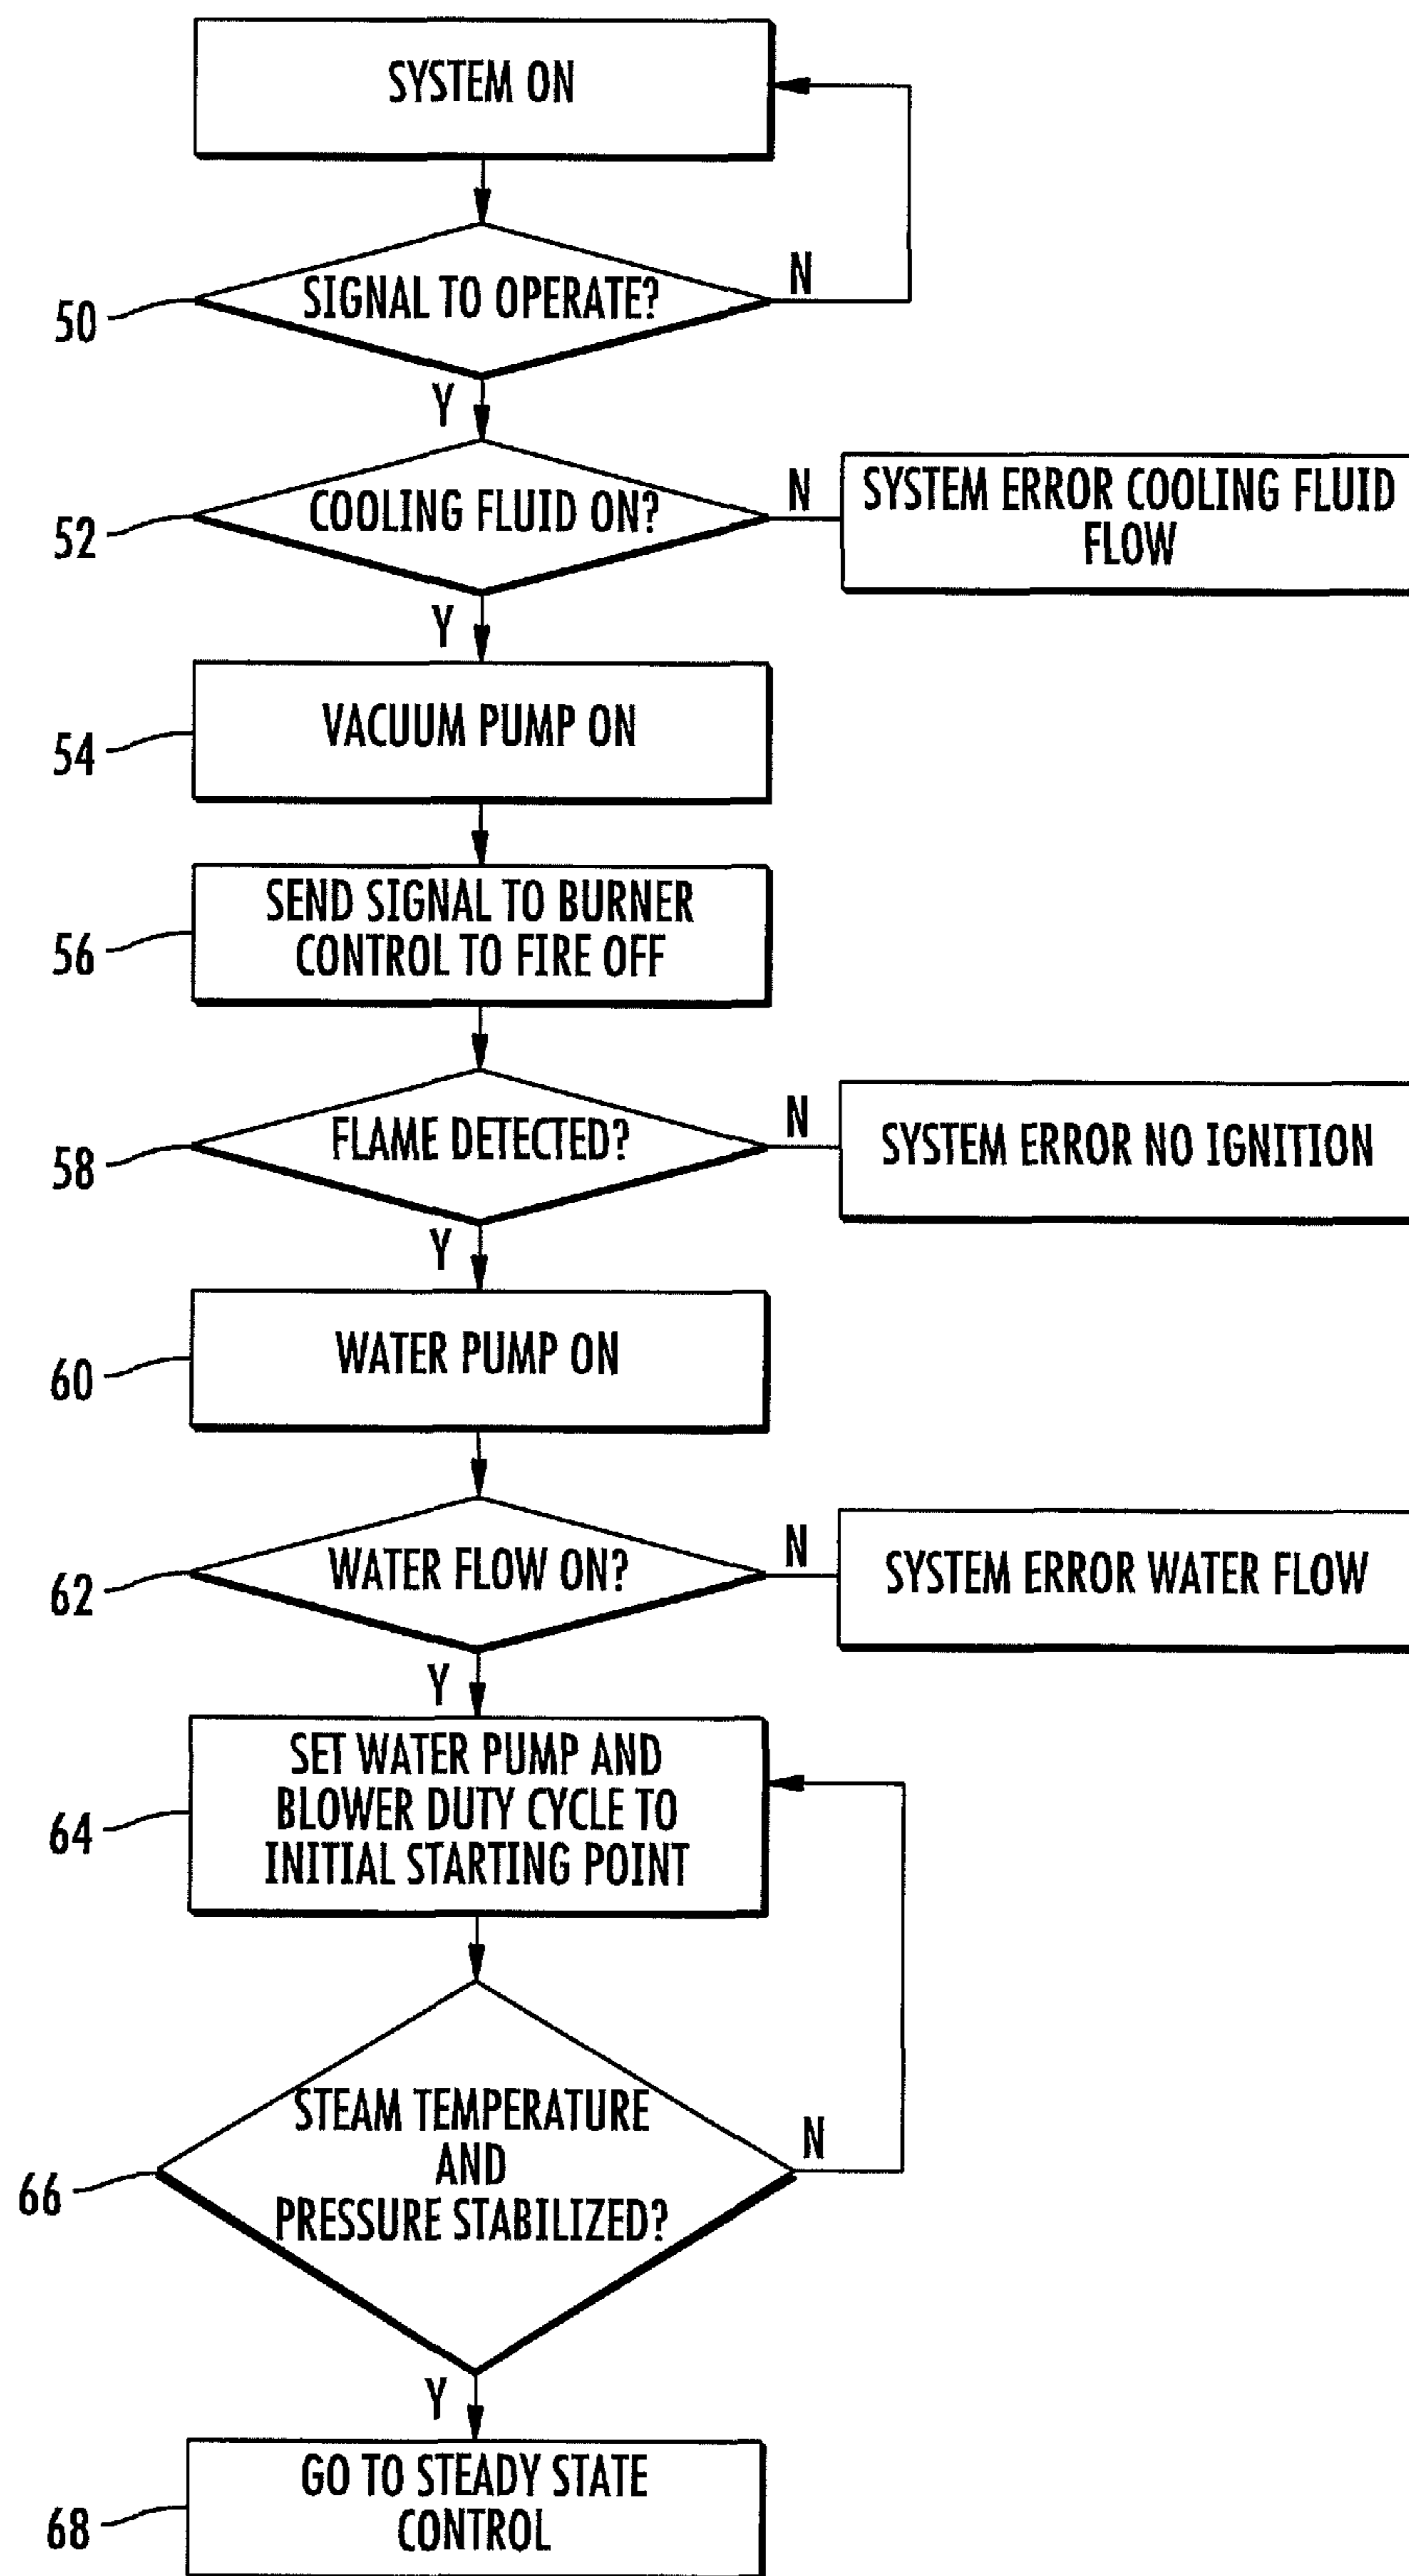 SYSTEM ON
N
SIGNAL TO OPERATE?
50
Y
COOLING FLUID ON?
52
N
SYSTEM ERROR COOLING FLUID
FLOW
Y
VACUUM PUMP ON
54
SEND SIGNAL TO BURNER
CONTROL TO FIRE OFF
56
FLAME DETECTED?
58
N
SYSTEM ERROR NO IGNITION
Y
WATER PUMP ON
60
WATER FLOW ON?
62
N
SYSTEM ERROR WATER FLOW
Y
SET WATER PUMP AND
BLOWER DUTY CYCLE TO
INITIAL STARTING POINT
64
STEAM TEMPERATURE
AND
PRESSURE STABILIZED?
66
N
Y
GO TO STEADY STATE
CONTROL
68